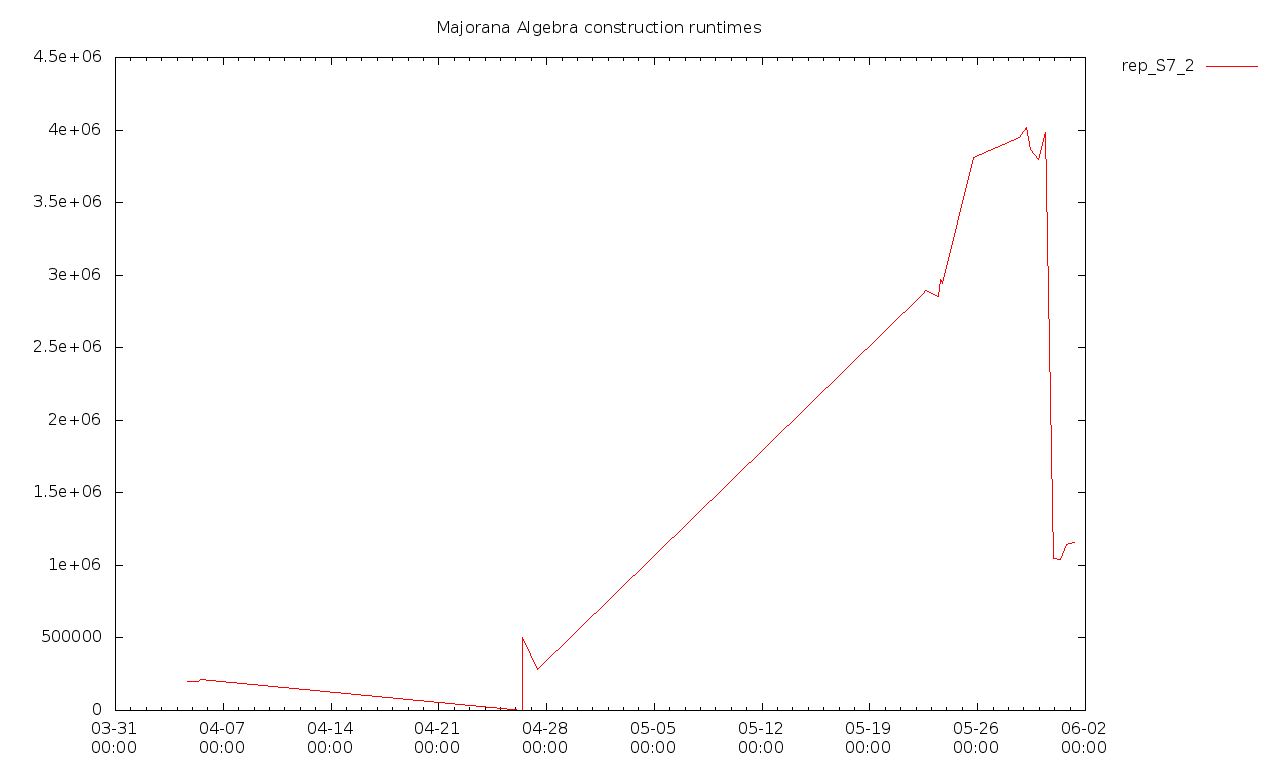 Majorana Algebra construction runtimes
rep_S7_2
4.5e+06
4e+06
3.5e+06
3e+06
2.5e+06
2e+06
1.5e+06
1e+06
500000
0
03-31 04-07 04-14 04-21 04-28 05-05 05-12 05-19 05-26 06-02
00:00 00:00 00:00 00:00 00:00 00:00 00:00 00:00 00:00 00:00